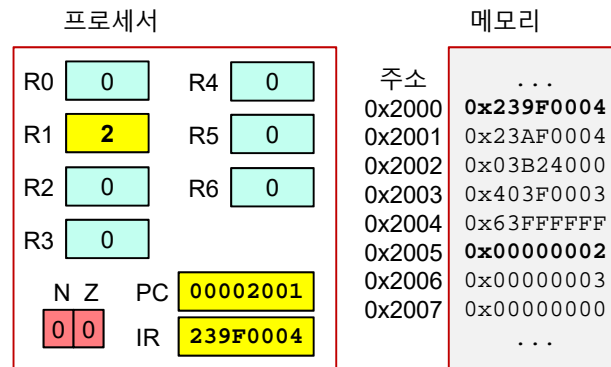 프로세서
메모리
R0 0 R4 0
R1 2 R5 0
R2 0 R6 0
R3 0
N Z PC 00002001
0 0 IR 239F0004
주소 ...
0x2000 0x239F0004
0x2001 0x23AF0004
0x2002 0x03B24000
0x2003 0x403F0003
0x2004 0x63FFFFFF
0x2005 0x00000002
0x2006 0x00000003
0x2007 0x00000000
...